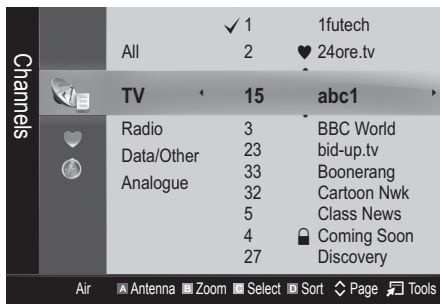 Channels
1 1futech
All 2 24ore.tv
TV 15 abc1
Radio 3 BBC World
Data/Other 23 bid-up.tv
Analogue 33 Boonerang
32 Cartoon Nwk
5 Class News
4 Coming Soon
27 Discovery
Air A Antenna B Zoom C Select D Sort Page Tools